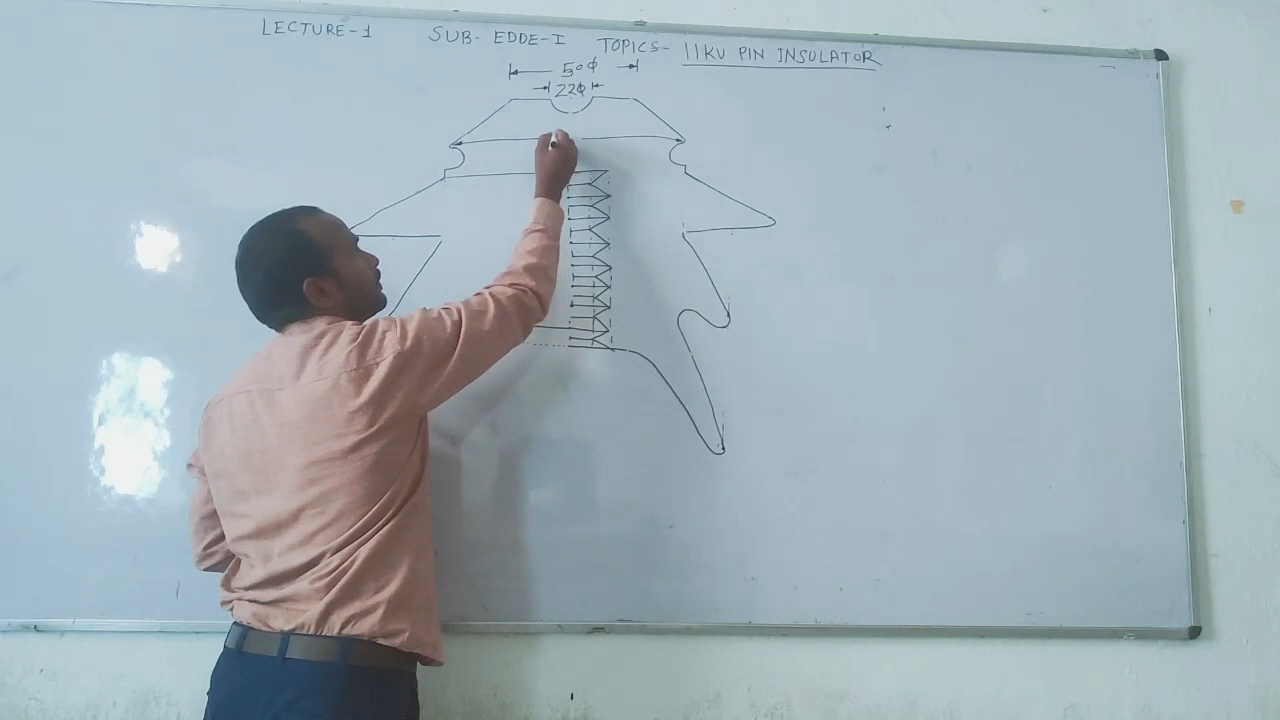 LECTURE-1 SUB- EDDE-I TOPICS- 11KV PIN INSULATOR
50φ
22φ